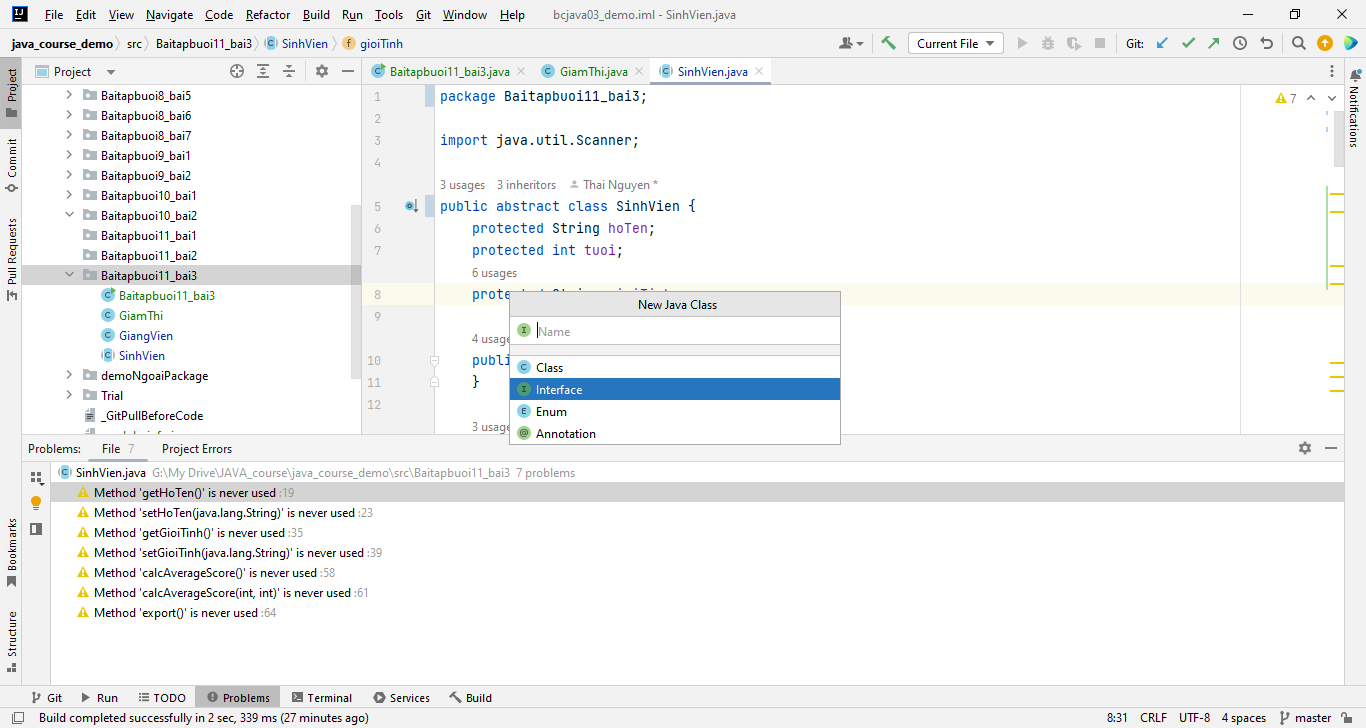 File Edit View Navigate Code Refactor Build Run Tools Git Window Help bcjava03_demo.iml - SinhVien.java
java_course_demo src Baitapbuoi11_bai3 SinhVien gioiTinh Current File Git:
Project
Baitapbuoi11_bai3.java GiamThi.java SinhVien.java
Project
Commit
Pull Requests
Bookmarks
Structure
Notifications
Baitapbuoi8_bai5
Baitapbuoi8_bai6
Baitapbuoi8_bai7
Baitapbuoi9_bai1
Baitapbuoi9_bai2
Baitapbuoi10_bai1
Baitapbuoi10_bai2
Baitapbuoi11_bai1
Baitapbuoi11_bai2
Baitapbuoi11_bai3
Baitapbuoi11_bai3
GiamThi
GiangVien
SinhVien
demoNgoaiPackage
Trial
_GitPullBeforeCode
1 package Baitapbuoi11_bai3; 7
2
3 import java.util.Scanner;
4
3 usages 3 inheritors Thai Nguyen *
5 public abstract class SinhVien {
6 protected String hoTen;
7 protected int tuoi;
6 usages
8 prote
9
4 usage
10 publi
11 }
12
3 usage
New Java Class
Name
Class
Interface
Enum
Annotation
Problems: File 7 Project Errors
SinhVien.java G:\My Drive\JAVA_course\java_course_demo\src\Baitapbuoi11_bai3 7 problems
Method 'getHoTen()' is never used :19
Method 'setHoTen(java.lang.String)' is never used :23
Method 'getGioiTinh()' is never used :35
Method 'setGioiTinh(java.lang.String)' is never used :39
Method 'calcAverageScore()' is never used :58
Method 'calcAverageScore(int, int)' is never used :61
Method 'export()' is never used :64
Git Run TODO Problems Terminal Services Build
Build completed successfully in 2 sec, 339 ms (27 minutes ago) 8:31 CRLF UTF-8 4 spaces master